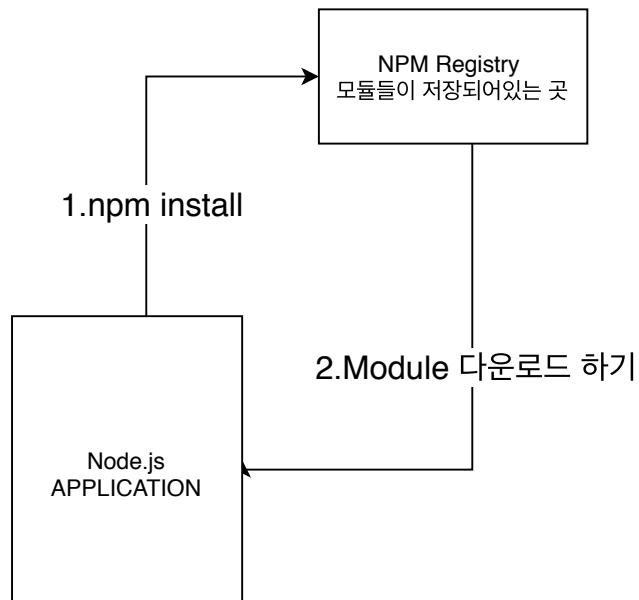 NPM Registry
모듈들이 저장되어있는 곳
1.npm install
2.Module 다운로드 하기
Node.js
APPLICATION